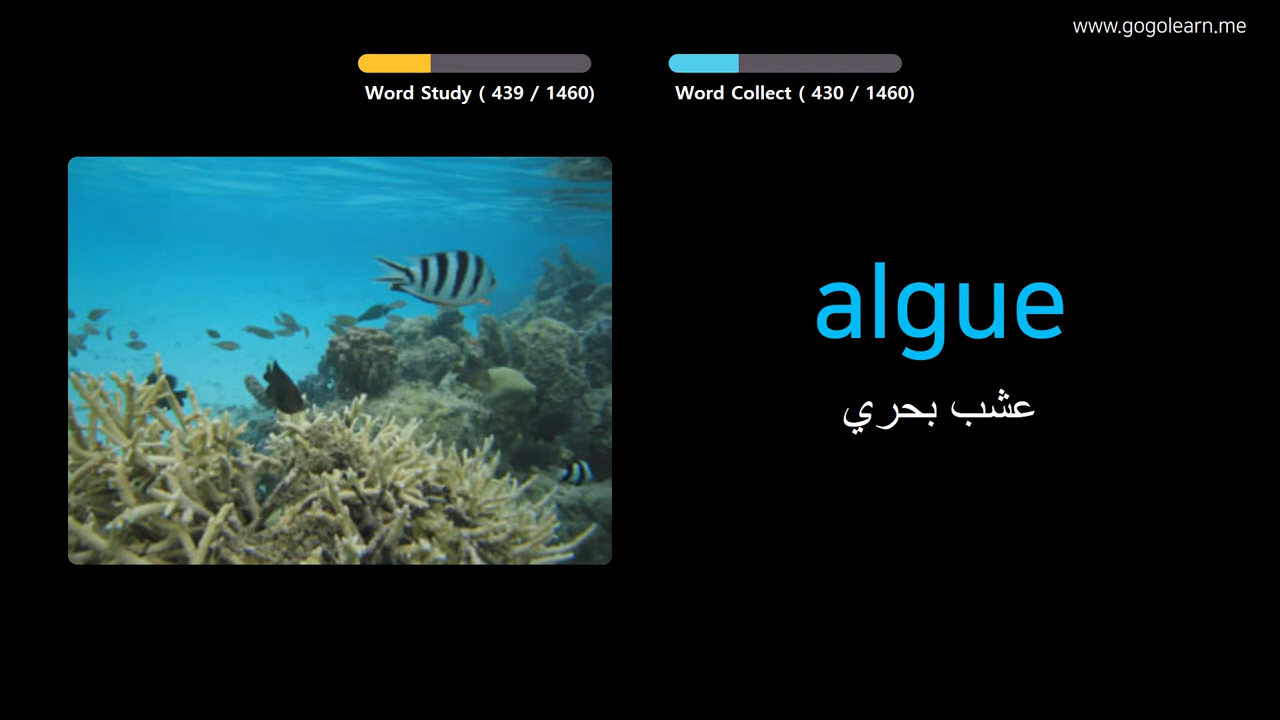 www.gogolearn.me
Word Study ( 439 / 1460)
Word Collect ( 430 / 1460)
algue
عشب بحري